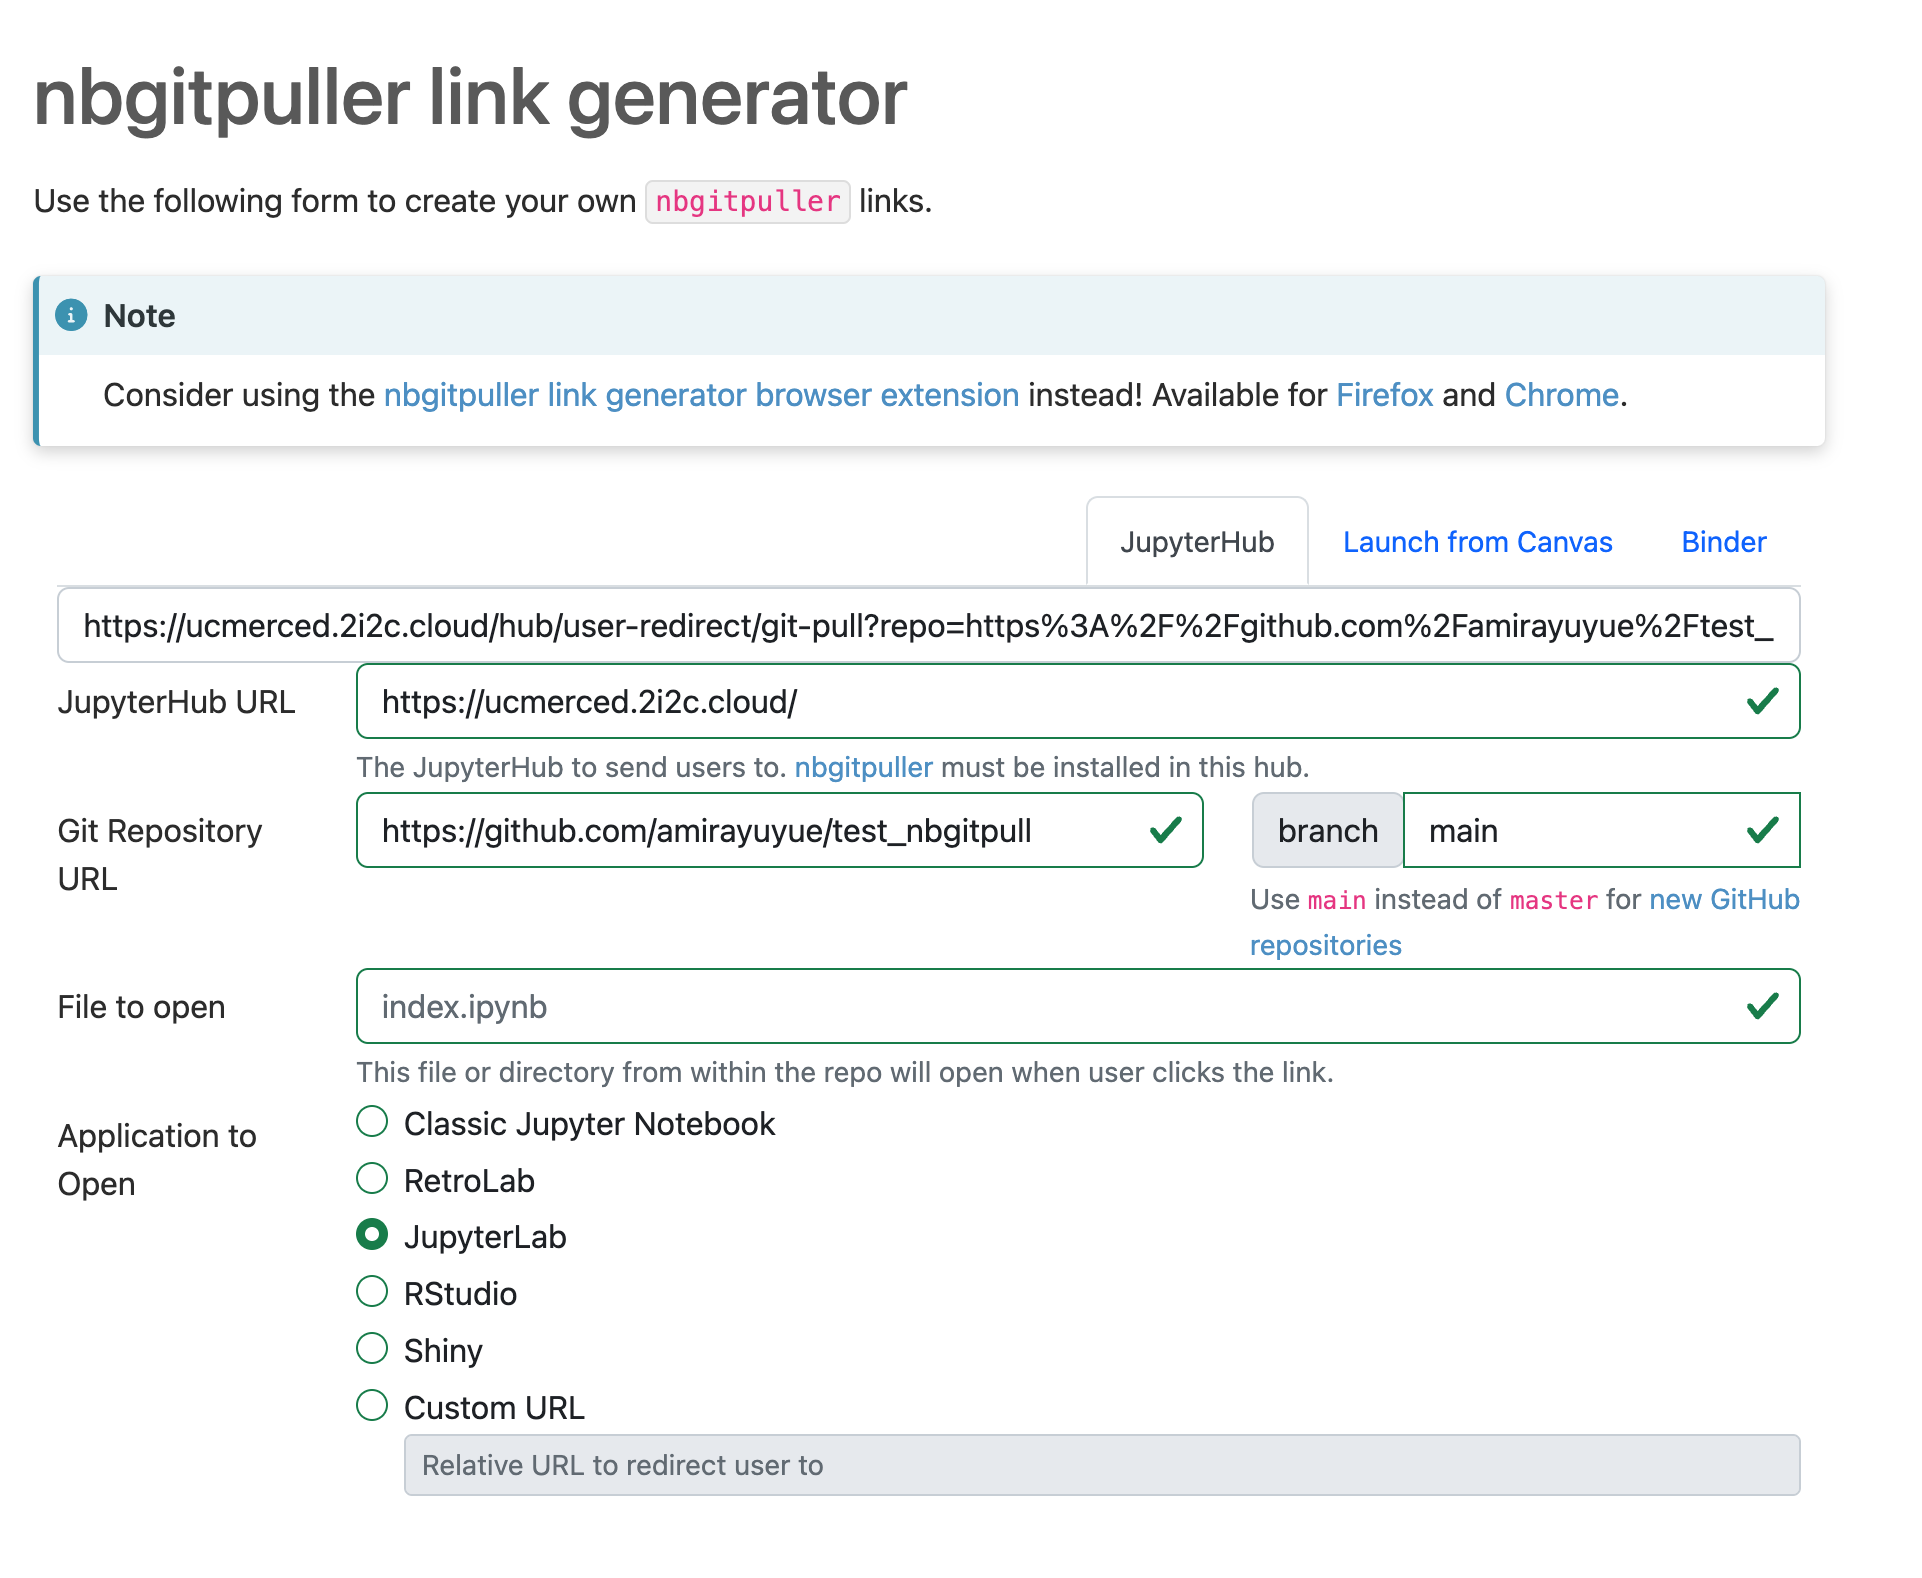 nbgitpuller link generator
Use the following form to create your own nbgitpuller links.
Note
Consider using the nbgitpuller link generator browser extension instead! Available for Firefox and Chrome.
JupyterHub Launch from Canvas Binder
https://ucmerced.2i2c.cloud/hub/user-redirect/git-pull?repo=https%3A%2F%2Fgithub.com%2Famirayuyue%2Ftest_
JupyterHub URL https://ucmerced.2i2c.cloud/
The JupyterHub to send users to. nbgitpuller must be installed in this hub.
Git Repository
URL
https://github.com/amirayuyue/test_nbgitpull
branch main
Use main instead of master for new GitHub
repositories
File to open index.ipynb
This file or directory from within the repo will open when user clicks the link.
Application to
Open
Classic Jupyter Notebook
RetroLab
JupyterLab
RStudio
Shiny
Custom URL
Relative URL to redirect user to